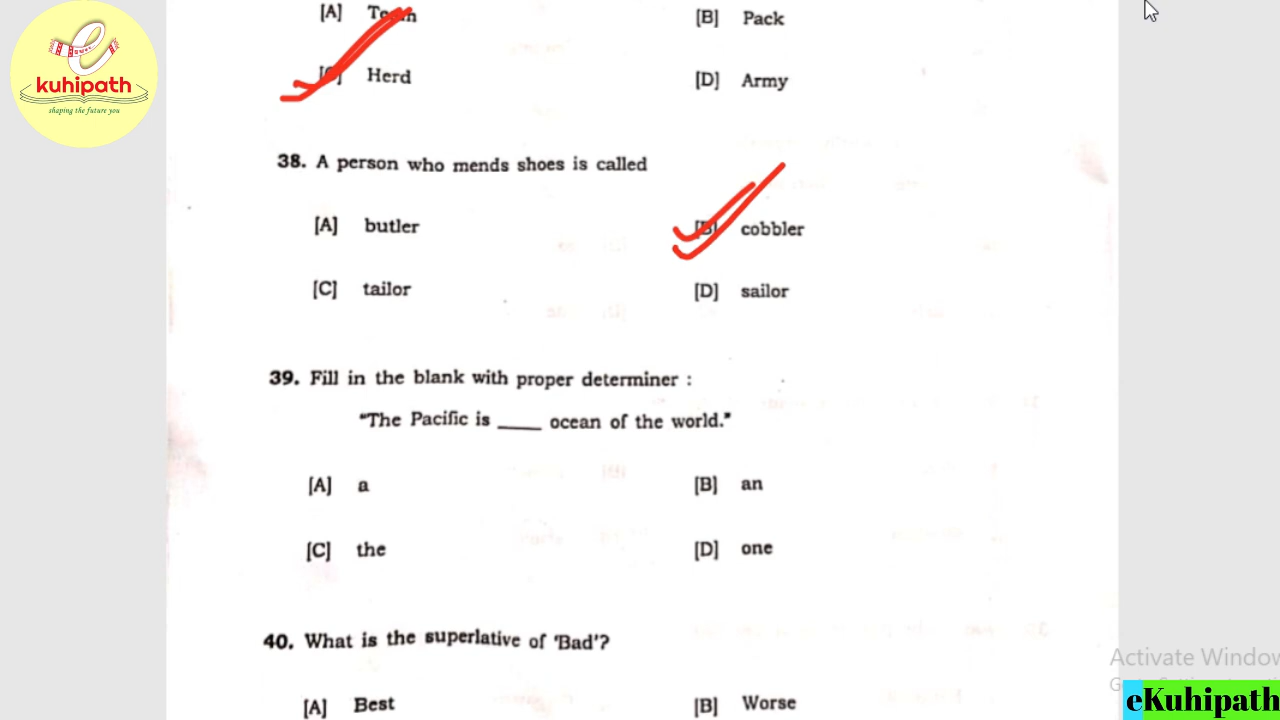 kuhipath
shaping the future you
[A] Team [B] Pack
[C] Herd [D] Army
38. A person who mends shoes is called
[A] butler [B] cobbler
[C] tailor [D] sailor
39. Fill in the blank with proper determiner :
"The Pacific is ____ ocean of the world."
[A] a [B] an
[C] the [D] one
40. What is the superlative of 'Bad'?
[A] Best [B] Worse
Activate Window
eKuhipath